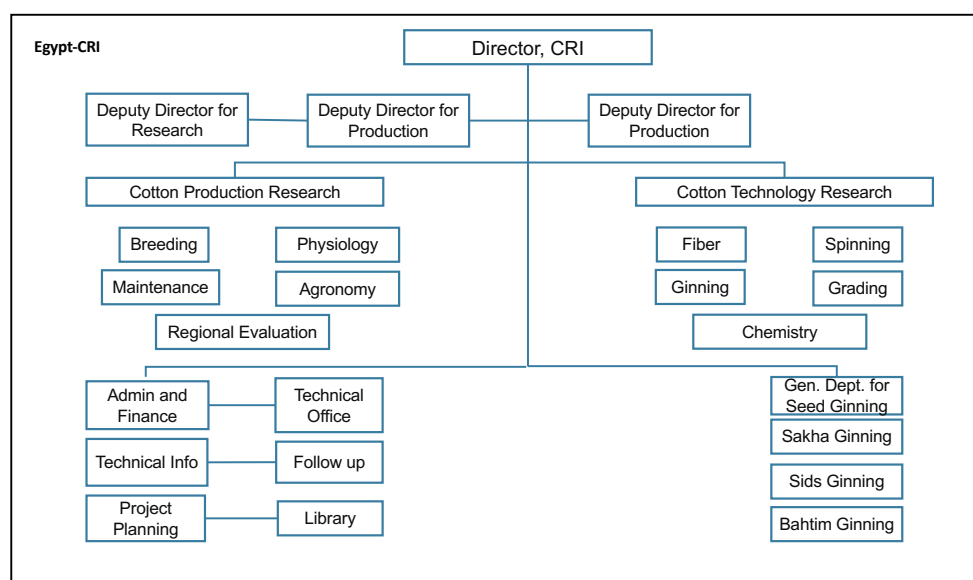 Egypt-CRI
Director, CRI
Deputy Director for
Research
Deputy Director for
Production
Deputy Director for
Production
Cotton Production Research
Cotton Technology Research
Breeding
Physiology
Fiber
Spinning
Maintenance
Agronomy
Ginning
Grading
Regional Evaluation
Chemistry
Admin and
Finance
Technical
Office
Gen. Dept. for
Seed Ginning
Sakha Ginning
Technical Info
Follow up
Sids Ginning
Project
Planning
Library
Bahtim Ginning